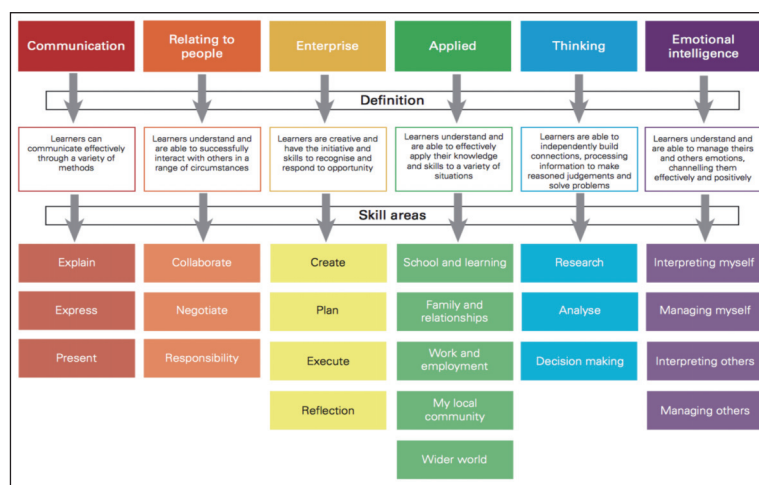 Communication
Relating to
people
Enterprise
Applied
Thinking
Emotional
intelligence
Definition
Learners can
communicate effectively
through a variety of
methods
Learners understand and
are able to successfully
interact with others in
a range of circumstances
Learners are creative and
have the initiative and
skills to recognise and
respond to opportunity
Learners understand and
are able to effectively
apply their knowledge
and skills to a variety
of situations
Learners are able to
independently build
connections, processing
information to make
reasoned judgements and
solve problems
Learners understand and
are able to manage theirs
and others emotions,
channelling them
effectively and positively
Skill areas
Explain
Collaborate
Create
School and learning
Research
Interpreting myself
Express
Negotiate
Plan
Family and
relationships
Analyse
Managing myself
Present
Responsibility
Execute
Work and
employment
Decision making
Interpreting others
Reflection
My local
community
Managing others
Wider world